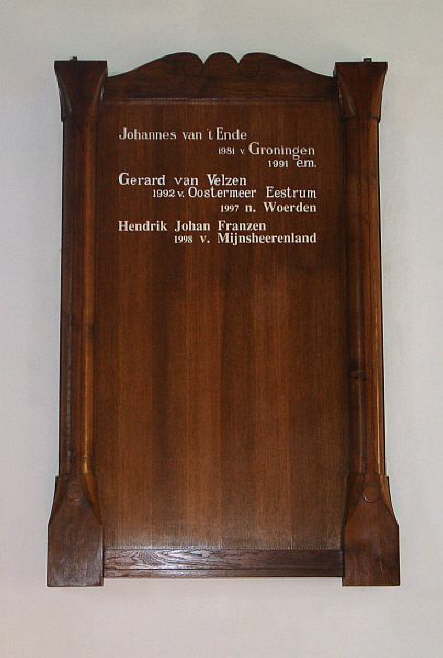 Johannes van 't Ende
1981 v. Groningen
1991 em.
Gerard van Velzen
1992 v. Oostermeer Eestrum
1997 n. Woerden
Hendrik Johan Franzen
1998 v. Mijnsheerenland